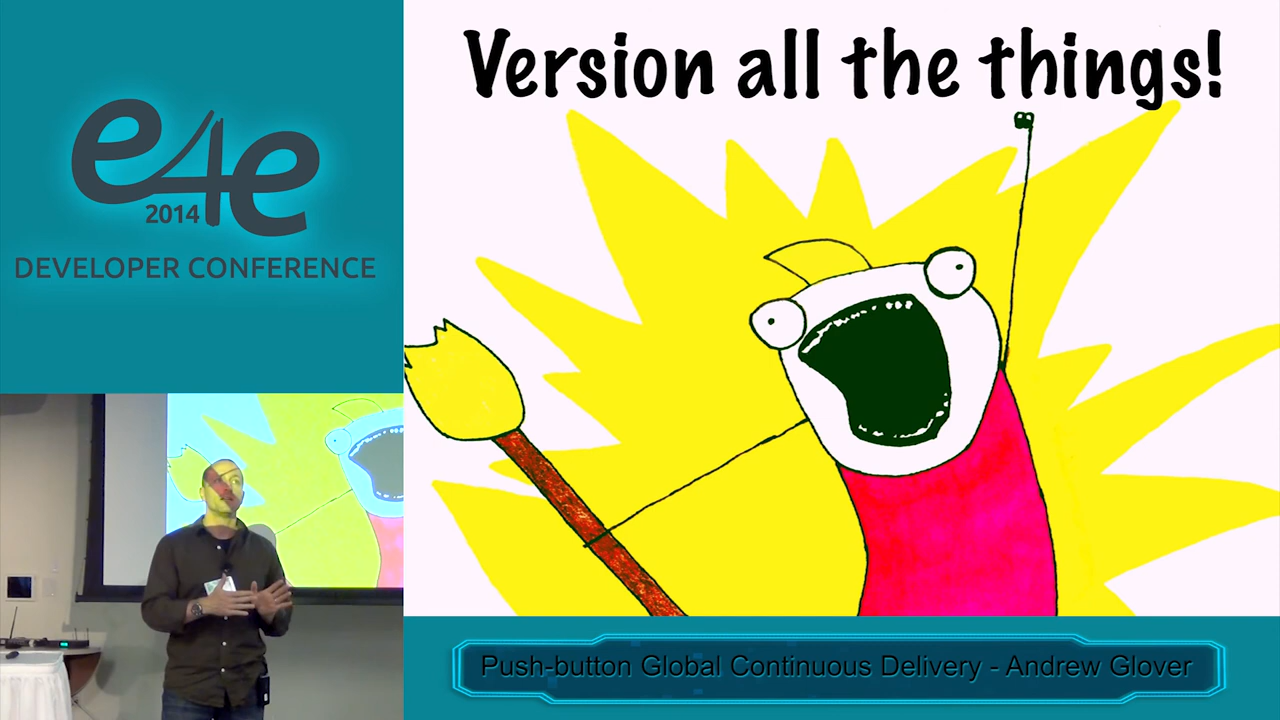 e4e
2014
DEVELOPER CONFERENCE
Version all the things!
Push-button Global Continuous Delivery - Andrew Glover